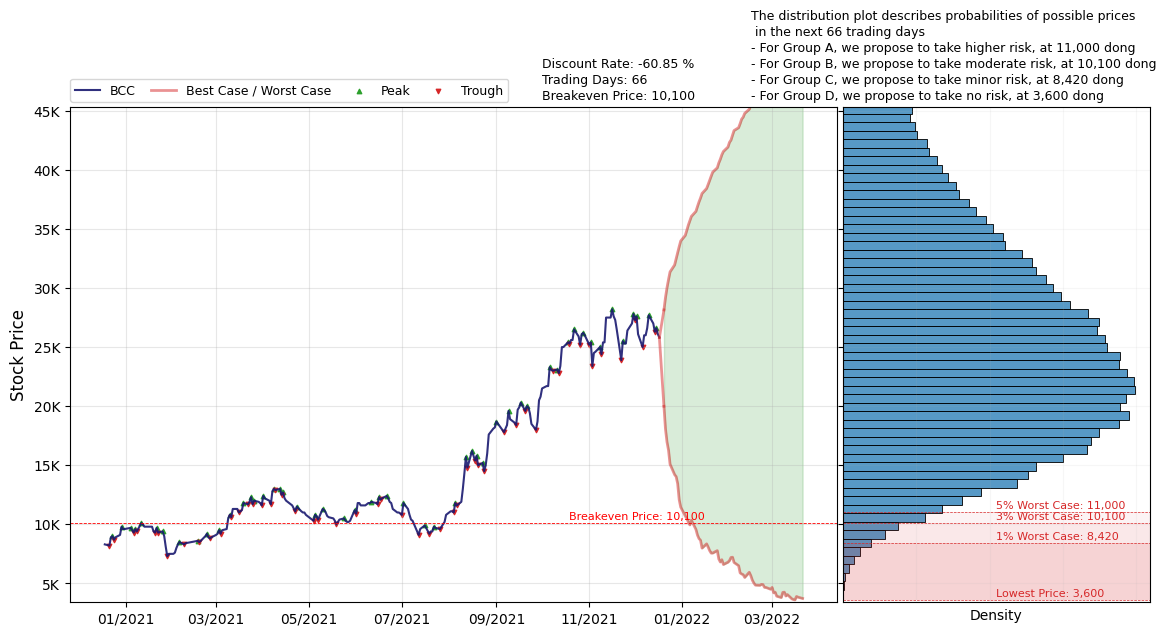 The distribution plot describes probabilities of possible prices
in the next 66 trading days
- For Group A, we propose to take higher risk, at 11,000 dong
- For Group B, we propose to take moderate risk, at 10,100 dong
- For Group C, we propose to take minor risk, at 8,420 dong
- For Group D, we propose to take no risk, at 3,600 dong
Discount Rate: -60.85 %
Trading Days: 66
Breakeven Price: 10,100
BCC Best Case / Worst Case Peak Trough
Stock Price
45K
40K
35K
30K
25K
20K
15K
10K
5K
Breakeven Price: 10,100
01/2021 03/2021 05/2021 07/2021 09/2021 11/2021 01/2022 03/2022
5% Worst Case: 11,000
3% Worst Case: 10,100
1% Worst Case: 8,420
Lowest Price: 3,600
Density